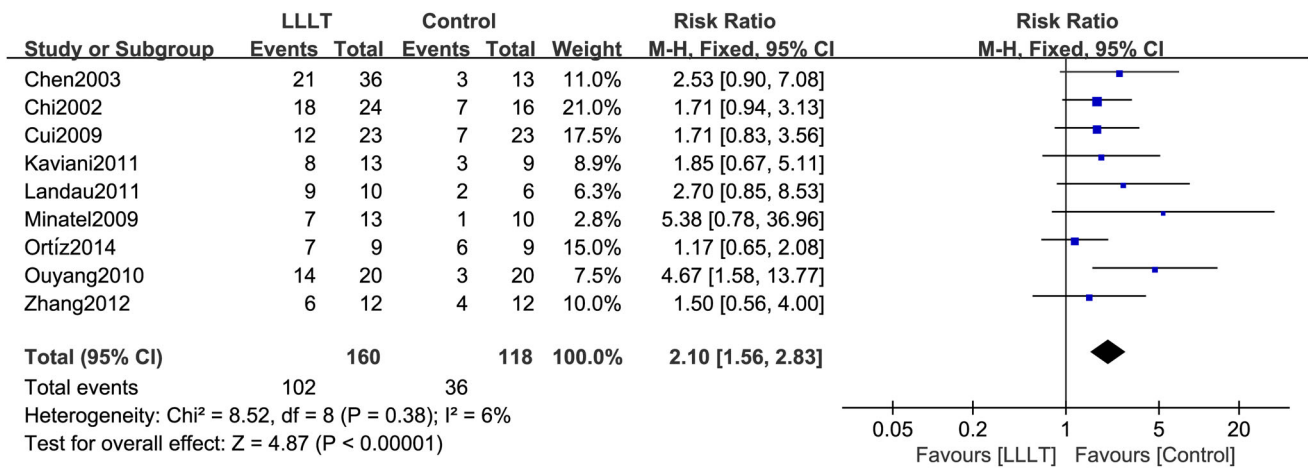 LLLT Control Risk Ratio Risk Ratio
Study or Subgroup Events Total Events Total Weight M-H, Fixed, 95% CI M-H, Fixed, 95% CI
Chen2003 21 36 3 13 11.0% 2.53 [0.90, 7.08]
Chi2002 18 24 7 16 21.0% 1.71 [0.94, 3.13]
Cui2009 12 23 7 23 17.5% 1.71 [0.83, 3.56]
Kaviani2011 8 13 3 9 8.9% 1.85 [0.67, 5.11]
Landau2011 9 10 2 6 6.3% 2.70 [0.85, 8.53]
Minatel2009 7 13 1 10 2.8% 5.38 [0.78, 36.96]
Ortíz2014 7 9 6 9 15.0% 1.17 [0.65, 2.08]
Ouyang2010 14 20 3 20 7.5% 4.67 [1.58, 13.77]
Zhang2012 6 12 4 12 10.0% 1.50 [0.56, 4.00]
Total (95% CI) 160 118 100.0% 2.10 [1.56, 2.83]
Total events 102 36
Heterogeneity: Chi² = 8.52, df = 8 (P = 0.38); I² = 6%
Test for overall effect: Z = 4.87 (P < 0.00001)
0.05 0.2 1 5 20
Favours [LLLT] Favours [Control]